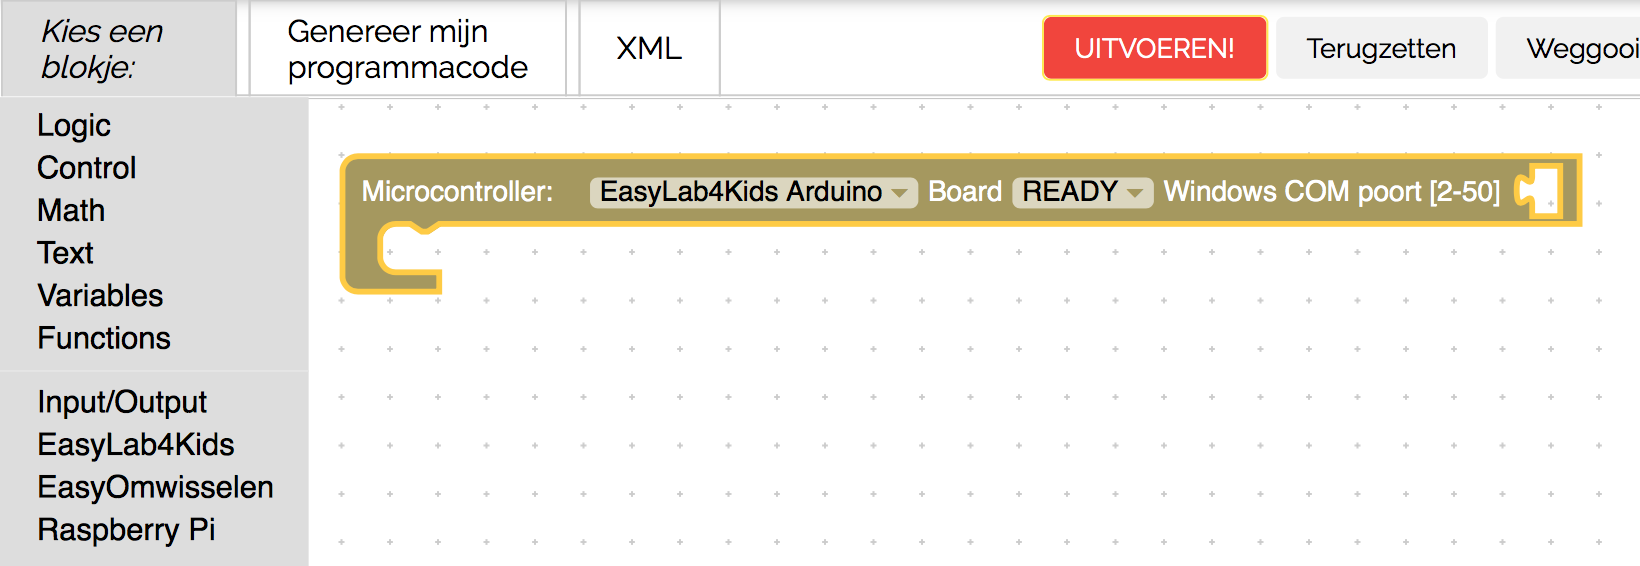 Kies een
blokje:
Genereer mijn
programmacode
XML
UITVOEREN!
Terugzetten
Weggooi
Logic
Control
Math
Text
Variables
Functions
Input/Output
EasyLab4Kids
EasyOmwisselen
Raspberry Pi
Microcontroller: EasyLab4Kids Arduino Board READY Windows COM poort [2-50]